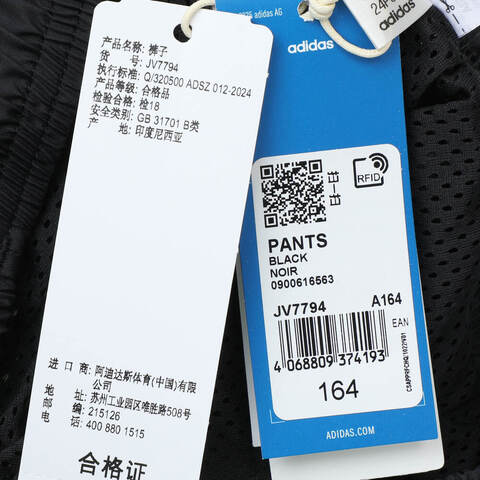 产品名称: 裤子
货 号: JV7794
执行标准: Q/320500 ADSZ 012-2024
产品等级: 合格品
检验合格: 检18
安全类别: GB 31701 B类
产 地: 印度尼西亚
进 口 商: 阿迪达斯体育(中国)有限
公司
地 址: 苏州工业园区唯胜路508号
邮 编: 215126
电 话: 400 880 1515
合格证
adidas AG
adidas
adidas
RFID
PANTS
BLACK
NOIR
0900616563
JV7794 A164
EAN
4 068809 374193
164
ADIDAS.COM